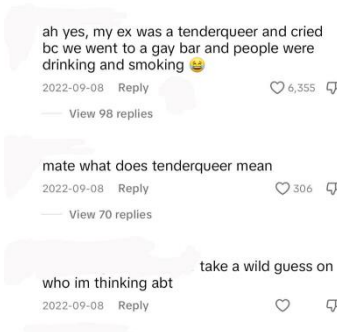 ah yes, my ex was a tenderqueer and cried
bc we went to a gay bar and people were
drinking and smoking 😆
2022-09-08 Reply 6,355
View 98 replies
mate what does tenderqueer mean
2022-09-08 Reply 306
View 70 replies
take a wild guess on
who im thinking abt
2022-09-08 Reply